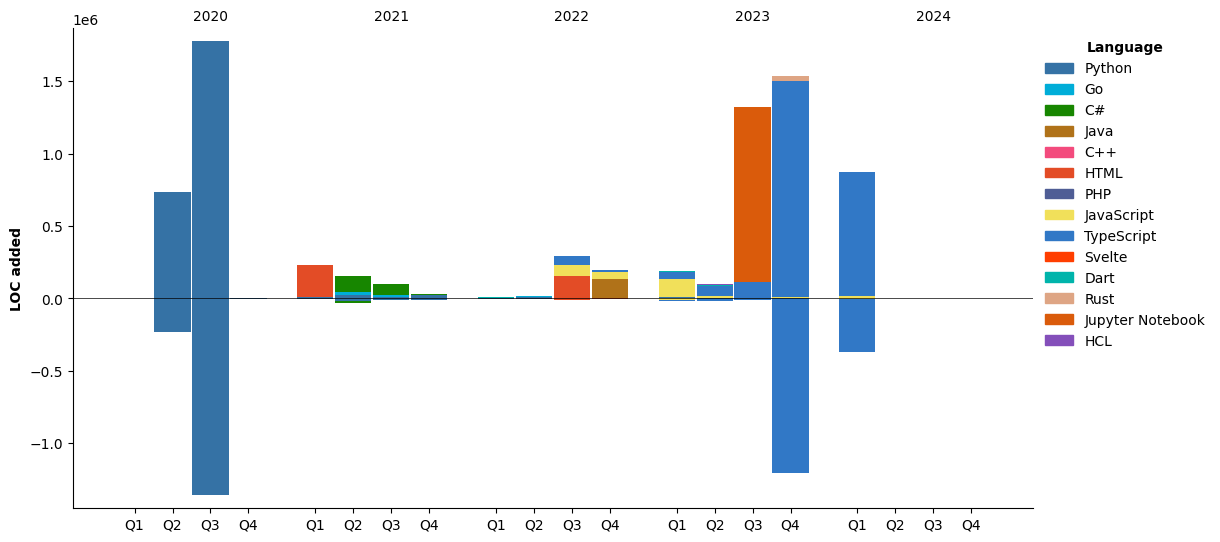 1e6
2020 2021 2022 2023 2024
1.5
1.0
0.5
0.0
−0.5
−1.0
LOC added
Q1 Q2 Q3 Q4 Q1 Q2 Q3 Q4 Q1 Q2 Q3 Q4 Q1 Q2 Q3 Q4 Q1 Q2 Q3 Q4
Language
Python
Go
C#
Java
C++
HTML
PHP
JavaScript
TypeScript
Svelte
Dart
Rust
Jupyter Notebook
HCL